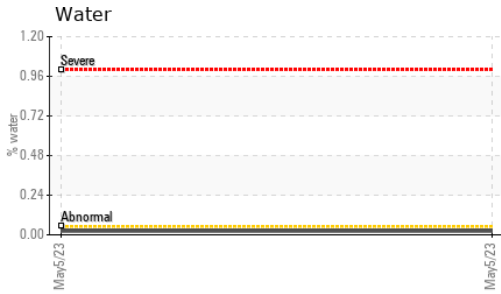 Water
1.20
Severe
0.96
0.72
% water
0.48
0.24
Abnormal
0.00
May5/23
May5/23